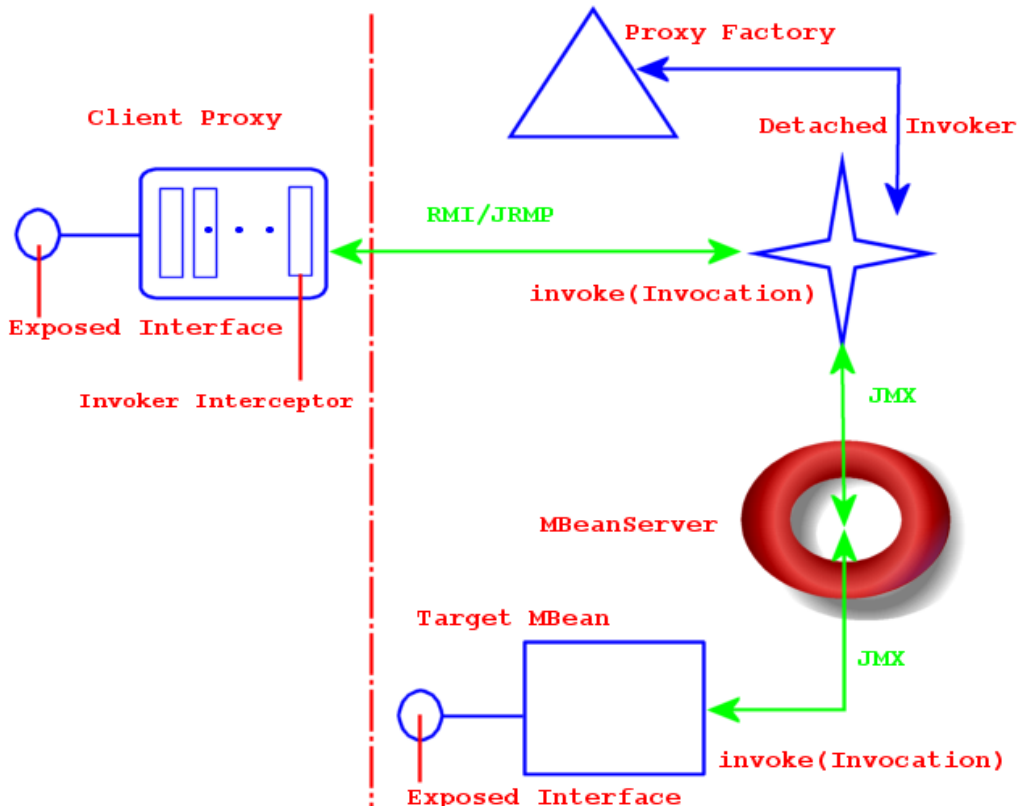 Proxy Factory
Client Proxy
Detached Invoker
RMI/JRMP
invoke(Invocation)
Exposed Interface
Invoker Interceptor
JMX
MBeanServer
Target MBean
JMX
invoke(Invocation)
Exposed Interface